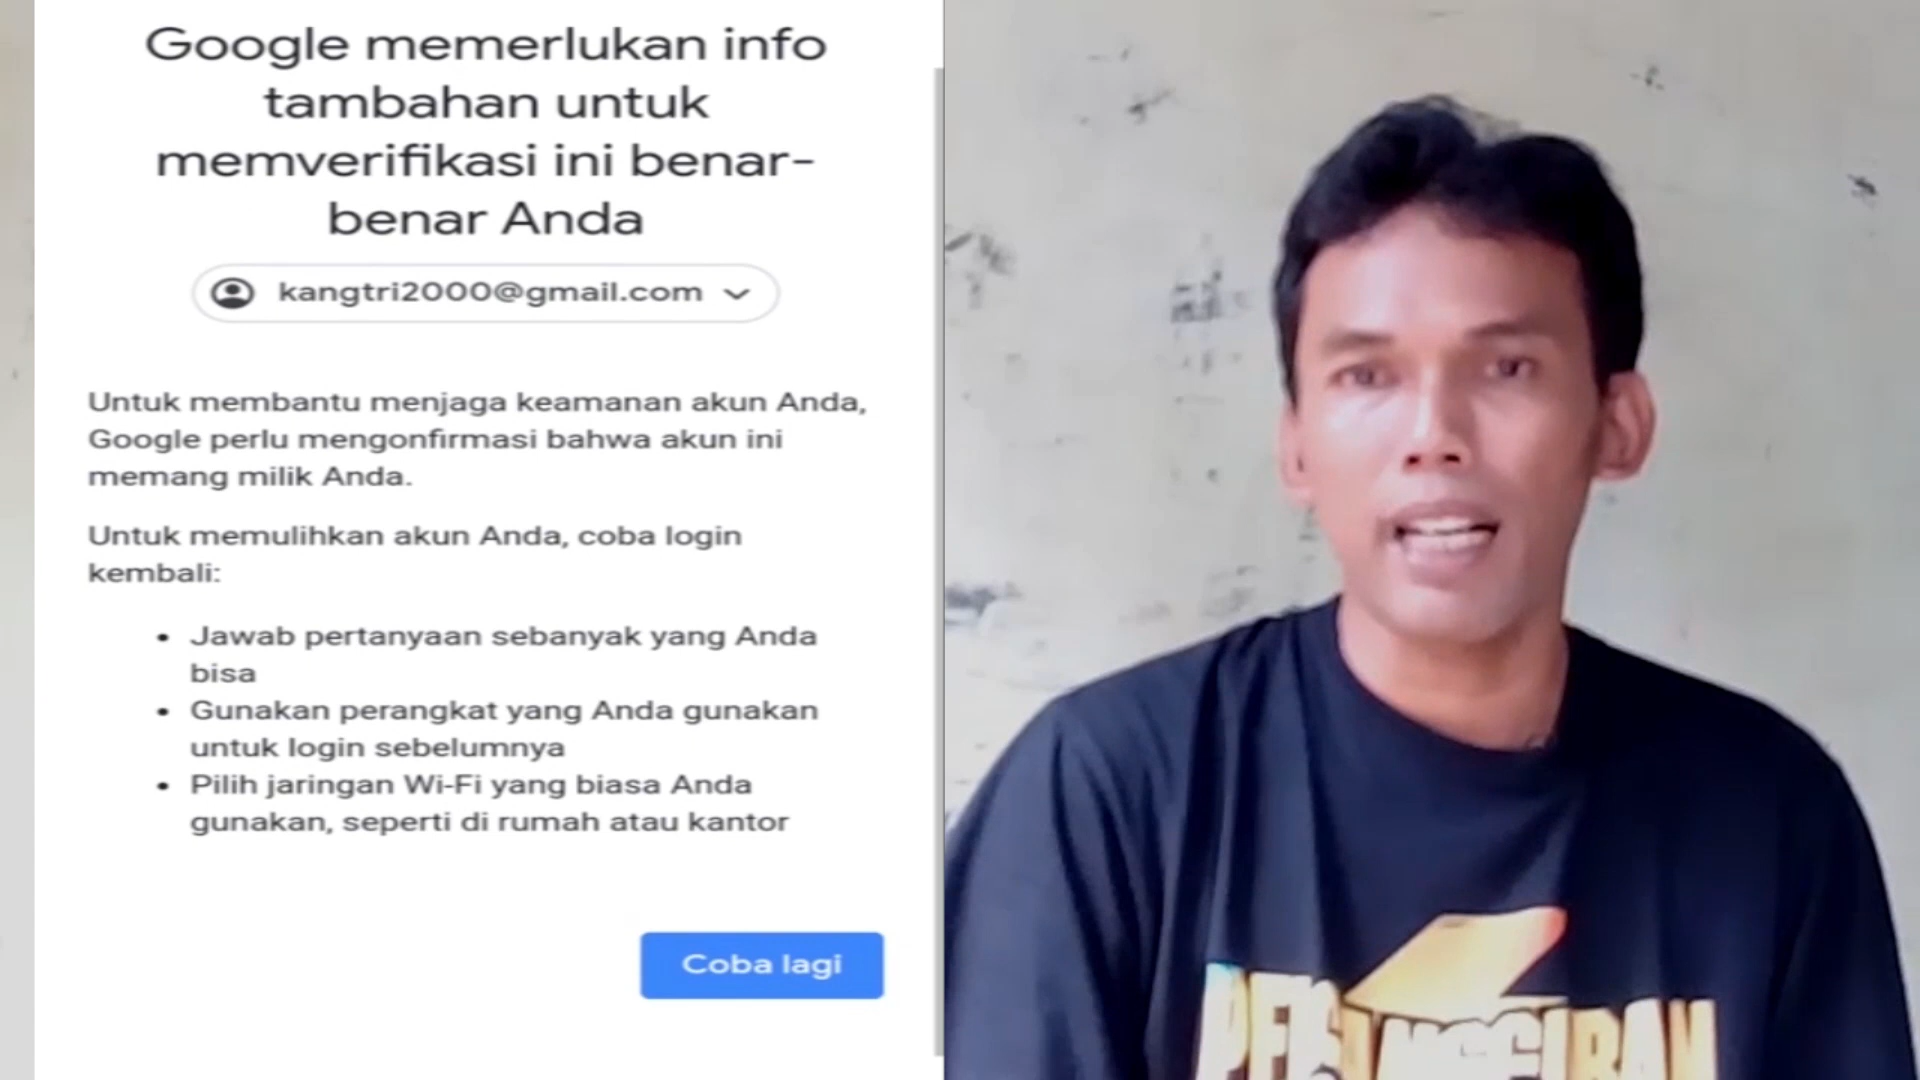 Google memerlukan info
tambahan untuk
memverifikasi ini benar-
benar Anda
kangtri2000@gmail.com
Untuk membantu menjaga keamanan akun Anda,
Google perlu mengonfirmasi bahwa akun ini
memang milik Anda.
Untuk memulihkan akun Anda, coba login
kembali:
• Jawab pertanyaan sebanyak yang Anda
bisa
• Gunakan perangkat yang Anda gunakan
untuk login sebelumnya
• Pilih jaringan Wi-Fi yang biasa Anda
gunakan, seperti di rumah atau kantor
Coba lagi